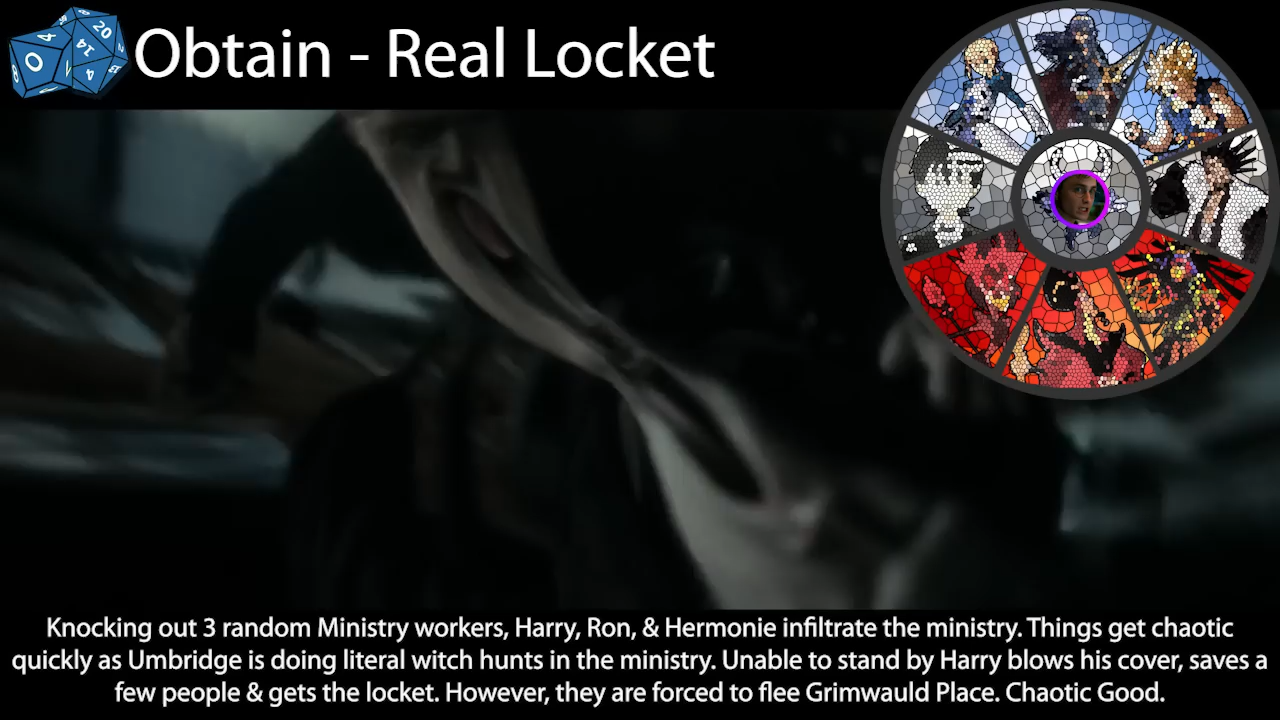 Obtain - Real Locket
Knocking out 3 random Ministry workers, Harry, Ron, & Hermonie infiltrate the ministry. Things get chaotic
quickly as Umbridge is doing literal witch hunts in the ministry. Unable to stand by Harry blows his cover, saves a
few people & gets the locket. However, they are forced to flee Grimwauld Place. Chaotic Good.